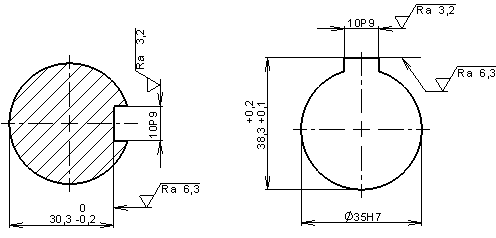 Ra 3,2
10P9
Ra 6,3
0
30,3 -0,2
10P9
Ra 3,2
Ra 6,3
+0,2
38,3 +0,1
Ø35H7